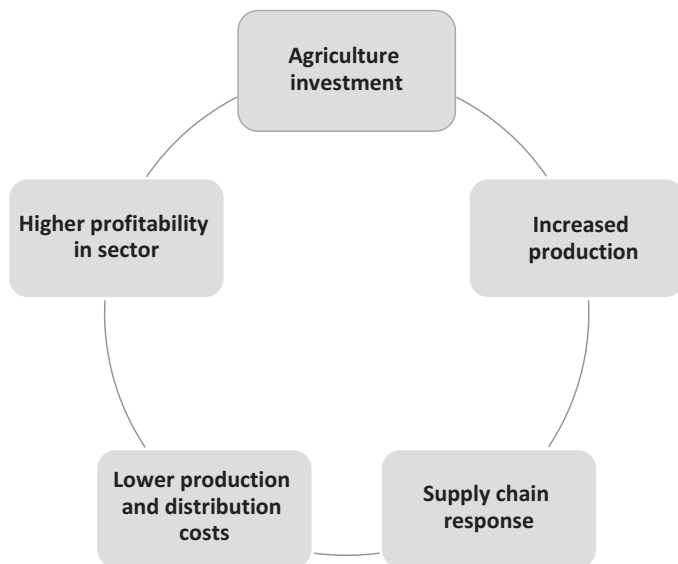 Agriculture
investment
Increased
production
Supply chain
response
Lower production
and distribution
costs
Higher profitability
in sector